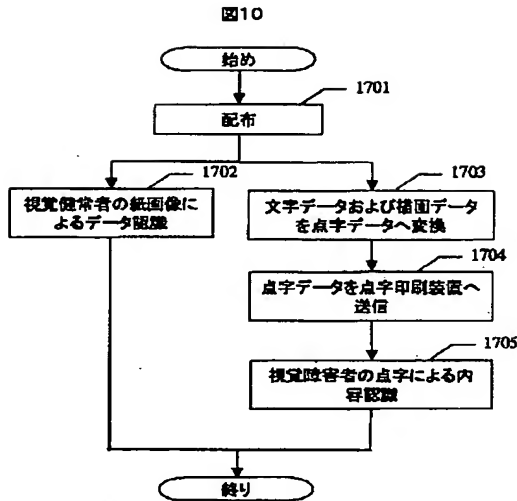 図10
始め
1701
配布
1702
視覚健常者の紙画像に
よるデータ認識
1703
文字データおよび描画データ
を点字データへ変換
1704
点字データを点字印刷装置へ
送信
1705
視覚障害者の点字による内
容認識
終り